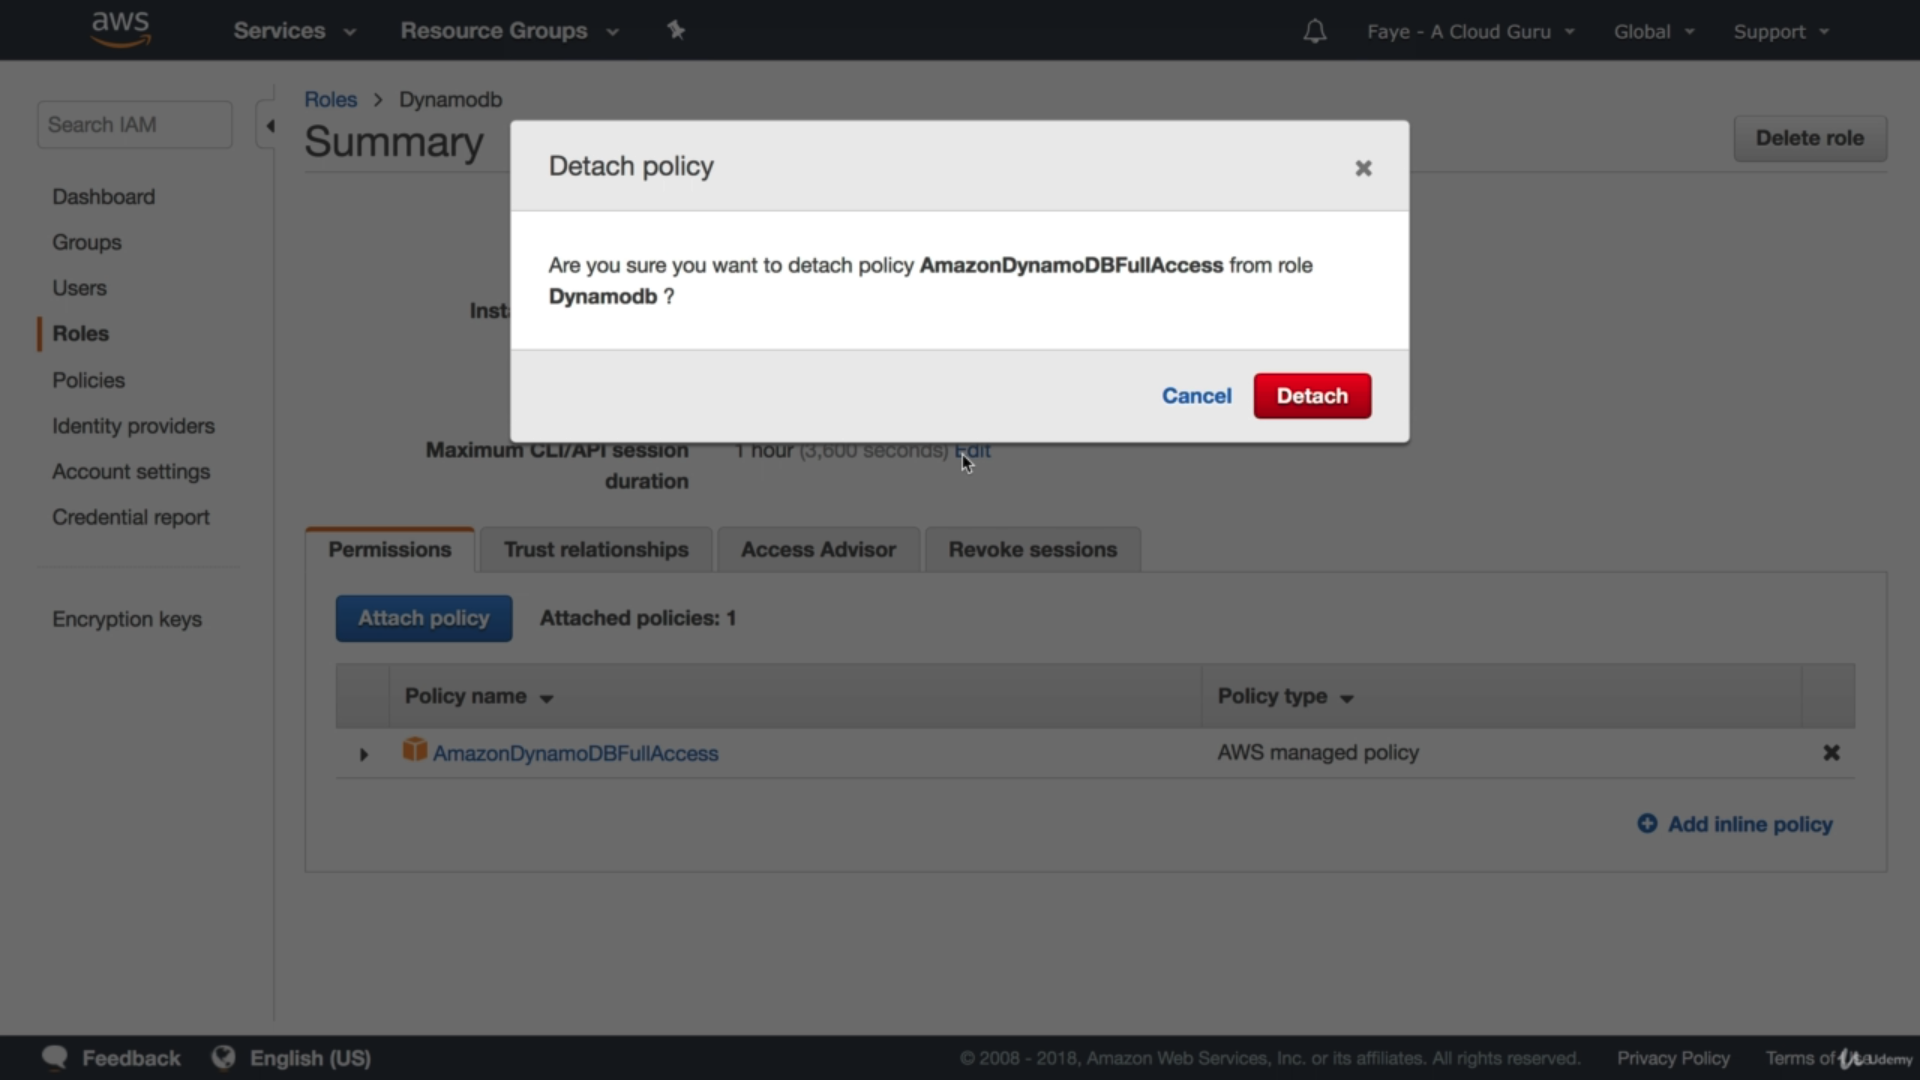 aws
Services
Resource Groups
Faye - A Cloud Guru
Global
Support
Search IAM
Dashboard
Groups
Users
Roles
Policies
Identity providers
Account settings
Credential report
Encryption keys
Roles > Dynamodb
Summary
Delete role
Detach policy
Are you sure you want to detach policy AmazonDynamoDBFullAccess from role
Dynamodb ?
Cancel
Detach
Inst
Maximum CLI/API session
duration
1 hour (3,600 seconds) Edit
Permissions
Trust relationships
Access Advisor
Revoke sessions
Attach policy
Attached policies: 1
Policy name
Policy type
AmazonDynamoDBFullAccess
AWS managed policy
Add inline policy
Feedback
English (US)
© 2008 - 2018, Amazon Web Services, Inc. or its affiliates. All rights reserved.
Privacy Policy
Terms of
Udemy